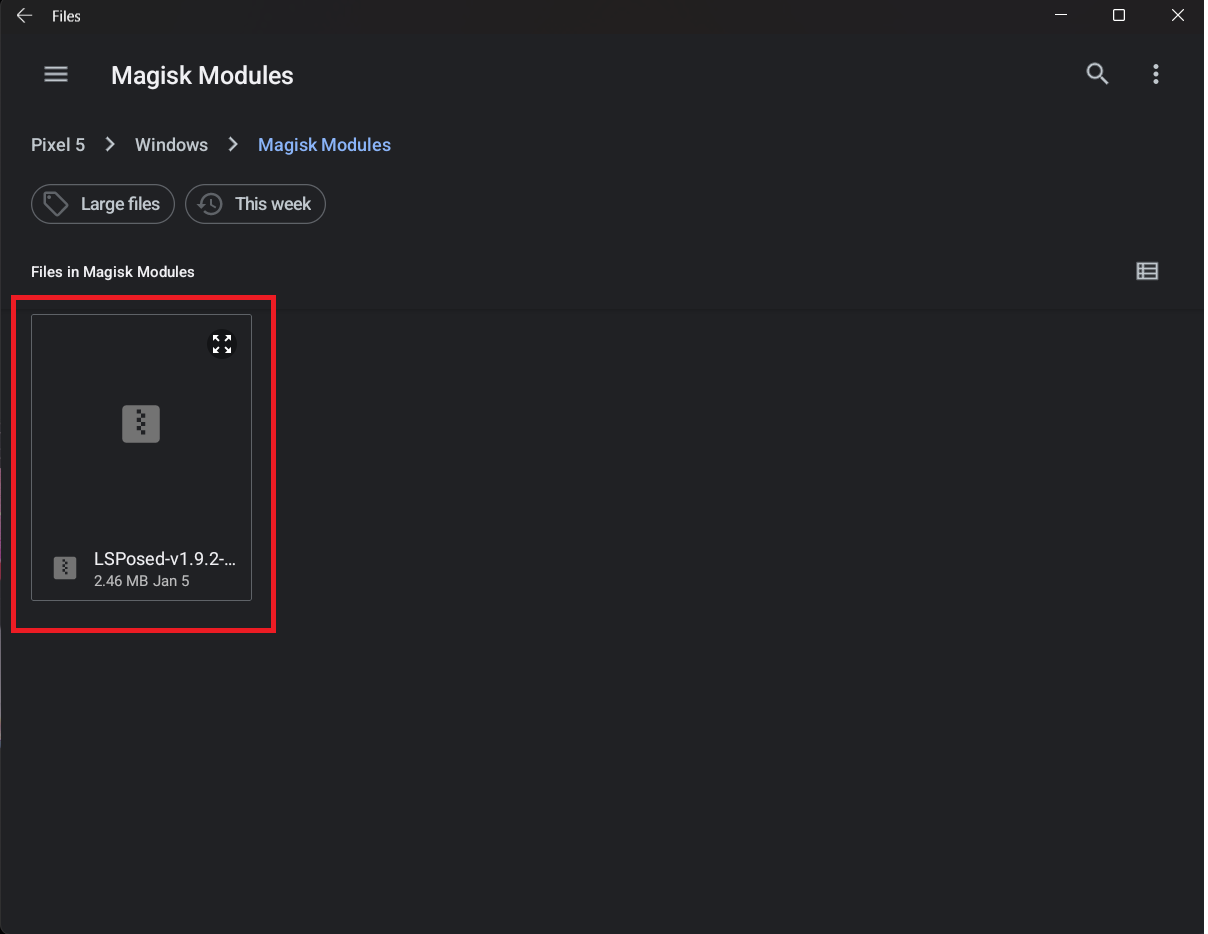 Files
Magisk Modules
Pixel 5 Windows Magisk Modules
Large files This week
Files in Magisk Modules
LSPosed-v1.9.2-...
2.46 MB Jan 5